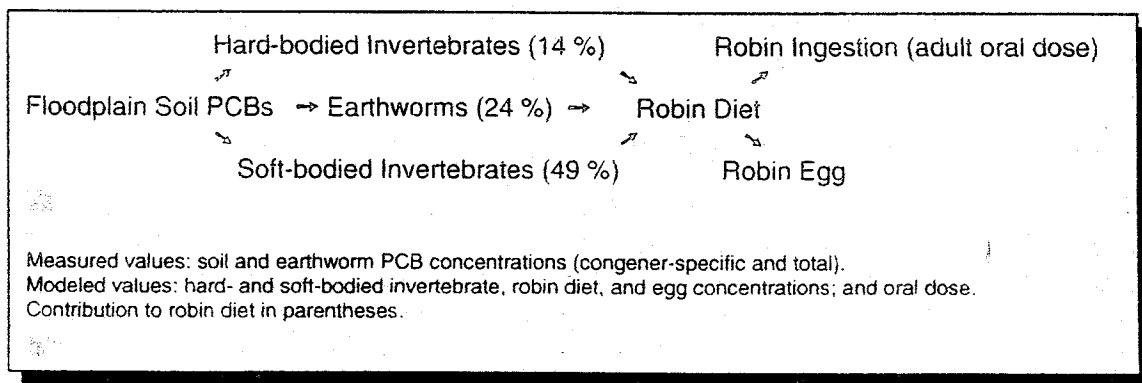 Hard-bodied Invertebrates (14 %) Robin Ingestion (adult oral dose)
Floodplain Soil PCBs → Earthworms (24 %) → Robin Diet
Soft-bodied Invertebrates (49 %) Robin Egg
Measured values: soil and earthworm PCB concentrations (congener-specific and total).
Modeled values: hard- and soft-bodied invertebrate, robin diet, and egg concentrations; and oral dose.
Contribution to robin diet in parentheses.